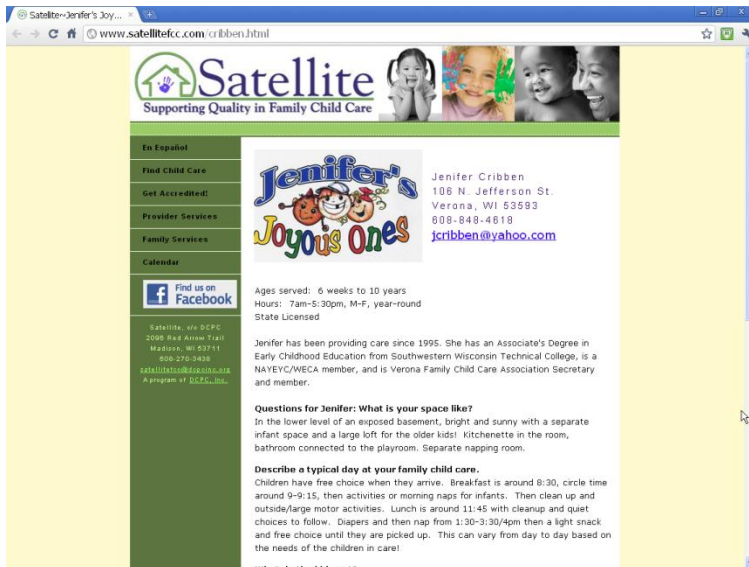 Satellite~Jenifer's Joy...
www.satellitefcc.com/cribben.html
Satellite
Supporting Quality in Family Child Care
En Español
Find Child Care
Get Accredited!
Provider Services
Family Services
Calendar
Find us on
Facebook
Satellite, c/o DCPC
2096 Red Arrow Trail
Madison, WI 53711
608-270-3438
satellitefcc@dcpcinc.org
A program of DCPC, Inc.
Jenifer's
Joyous Ones
Jenifer Cribben
106 N. Jefferson St.
Verona, WI 53593
608-848-4618
jcribben@yahoo.com
Ages served: 6 weeks to 10 years
Hours: 7am-5:30pm, M-F, year-round
State Licensed
Jenifer has been providing care since 1995. She has an Associate's Degree in
Early Childhood Education from Southwestern Wisconsin Technical College, is a
NAYEYC/WECA member, and is Verona Family Child Care Association Secretary
and member.
Questions for Jenifer: What is your space like?
In the lower level of an exposed basement, bright and sunny with a separate
infant space and a large loft for the older kids! Kitchenette in the room,
bathroom connected to the playroom. Separate napping room.
Describe a typical day at your family child care.
Children have free choice when they arrive. Breakfast is around 8:30, circle time
around 9-9:15, then activities or morning naps for infants. Then clean up and
outside/large motor activities. Lunch is around 11:45 with cleanup and quiet
choices to follow. Diapers and then nap from 1:30-3:30/4pm then a light snack
and free choice until they are picked up. This can vary from day to day based on
the needs of the children in care!